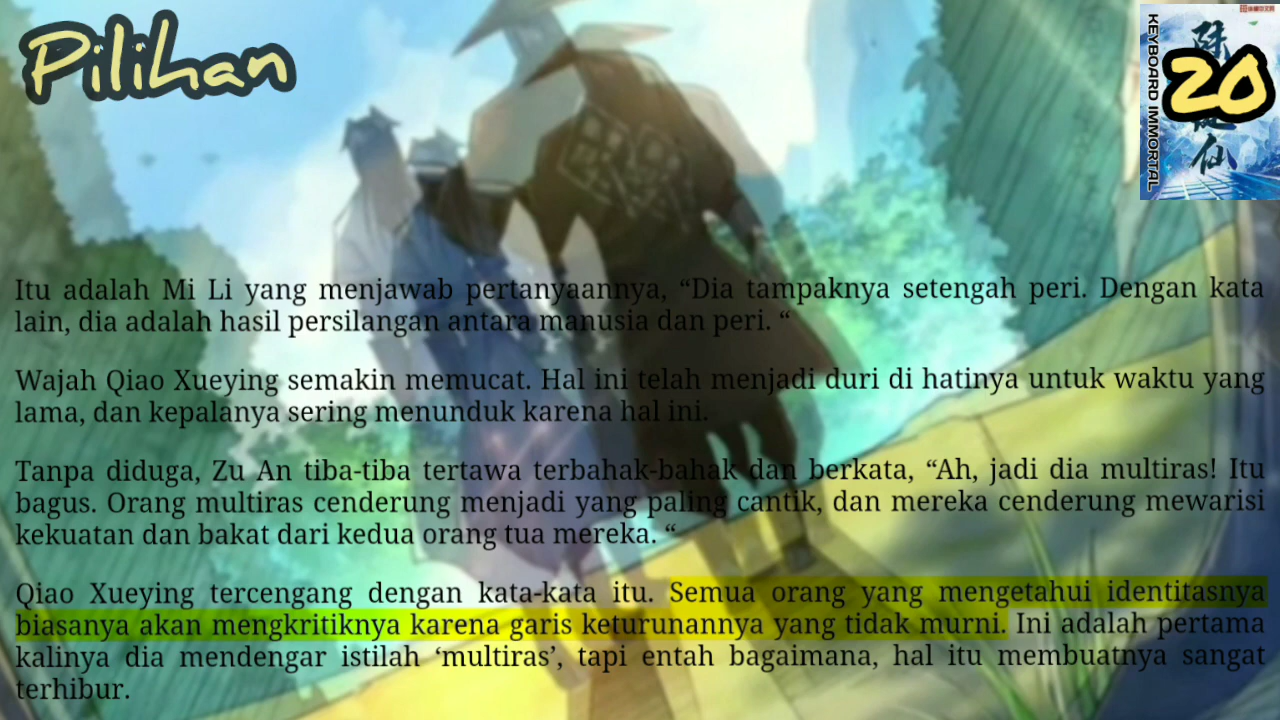 Pilihan
20
KEYBOARD IMMORTAL
仙
Itu adalah Mi Li yang menjawab pertanyaannya, “Dia tampaknya setengah peri. Dengan kata
lain, dia adalah hasil persilangan antara manusia dan peri. “
Wajah Qiao Xueying semakin memucat. Hal ini telah menjadi duri di hatinya untuk waktu yang
lama, dan kepalanya sering menunduk karena hal ini.
Tanpa diduga, Zu An tiba-tiba tertawa terbahak-bahak dan berkata, “Ah, jadi dia multiras! Itu
bagus. Orang multiras cenderung menjadi yang paling cantik, dan mereka cenderung mewarisi
kekuatan dan bakat dari kedua orang tua mereka. “
Qiao Xueying tercengang dengan kata-kata itu. Semua orang yang mengetahui identitasnya
biasanya akan mengkritiknya karena garis keturunannya yang tidak murni. Ini adalah pertama
kalinya dia mendengar istilah ‘multiras’, tapi entah bagaimana, hal itu membuatnya sangat
terhibur.